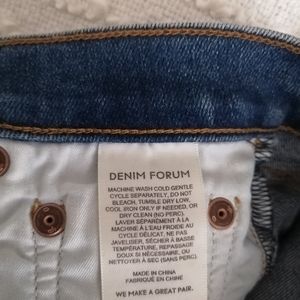 DENIM FORUM
MACHINE WASH COLD GENTLE
CYCLE SEPARATELY, DO NOT
BLEACH, TUMBLE DRY LOW,
COOL IRON ONLY IF NEEDED, OR
DRY CLEAN (NO PERC).
LAVER SÉPARÉMENT À LA
MACHINE À L'EAU FROIDE AU
CYCLE DÉLICAT, NE PAS
JAVELISER, SÉCHER À BASSE
TEMPÉRATURE, REPASSAGE
DOUX SI NÉCESSAIRE, OU
NETTOYER À SEC (SANS PERC).
MADE IN CHINA
FABRIQUÉ EN CHINE
WE MAKE A GREAT PAIR.